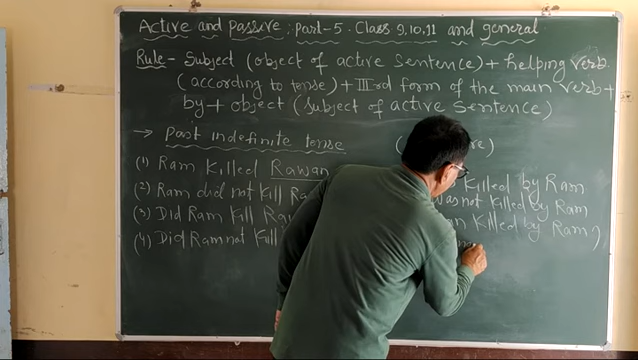 Active and passive: Part-5. Class 9,10,11 and general
Rule- Subject (object of active sentence) + helping verb.
(according to tense) + IIIrd form of the main verb +
by + object (subject of active sentence)
→ Past indefinite tense
(1) Ram Killed Rawan killed by Ram
(2) Ram did not kill was not killed by Ram
(3) Did Ram kill Killed by Ram?
(4) Did Ram not kill